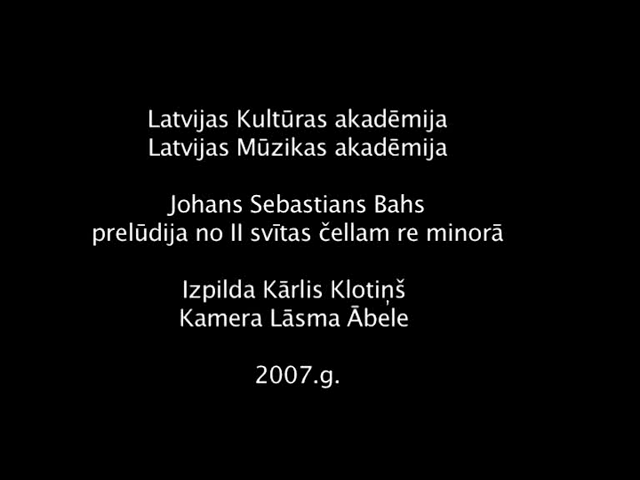 Latvijas Kultūras akadēmija
Latvijas Mūzikas akadēmija
Johans Sebastians Bahs
prelūdija no II svītas čellam re minorā
Izpilda Kārlis Klotiņš
Kamera Lāsma Ābele
2007.g.